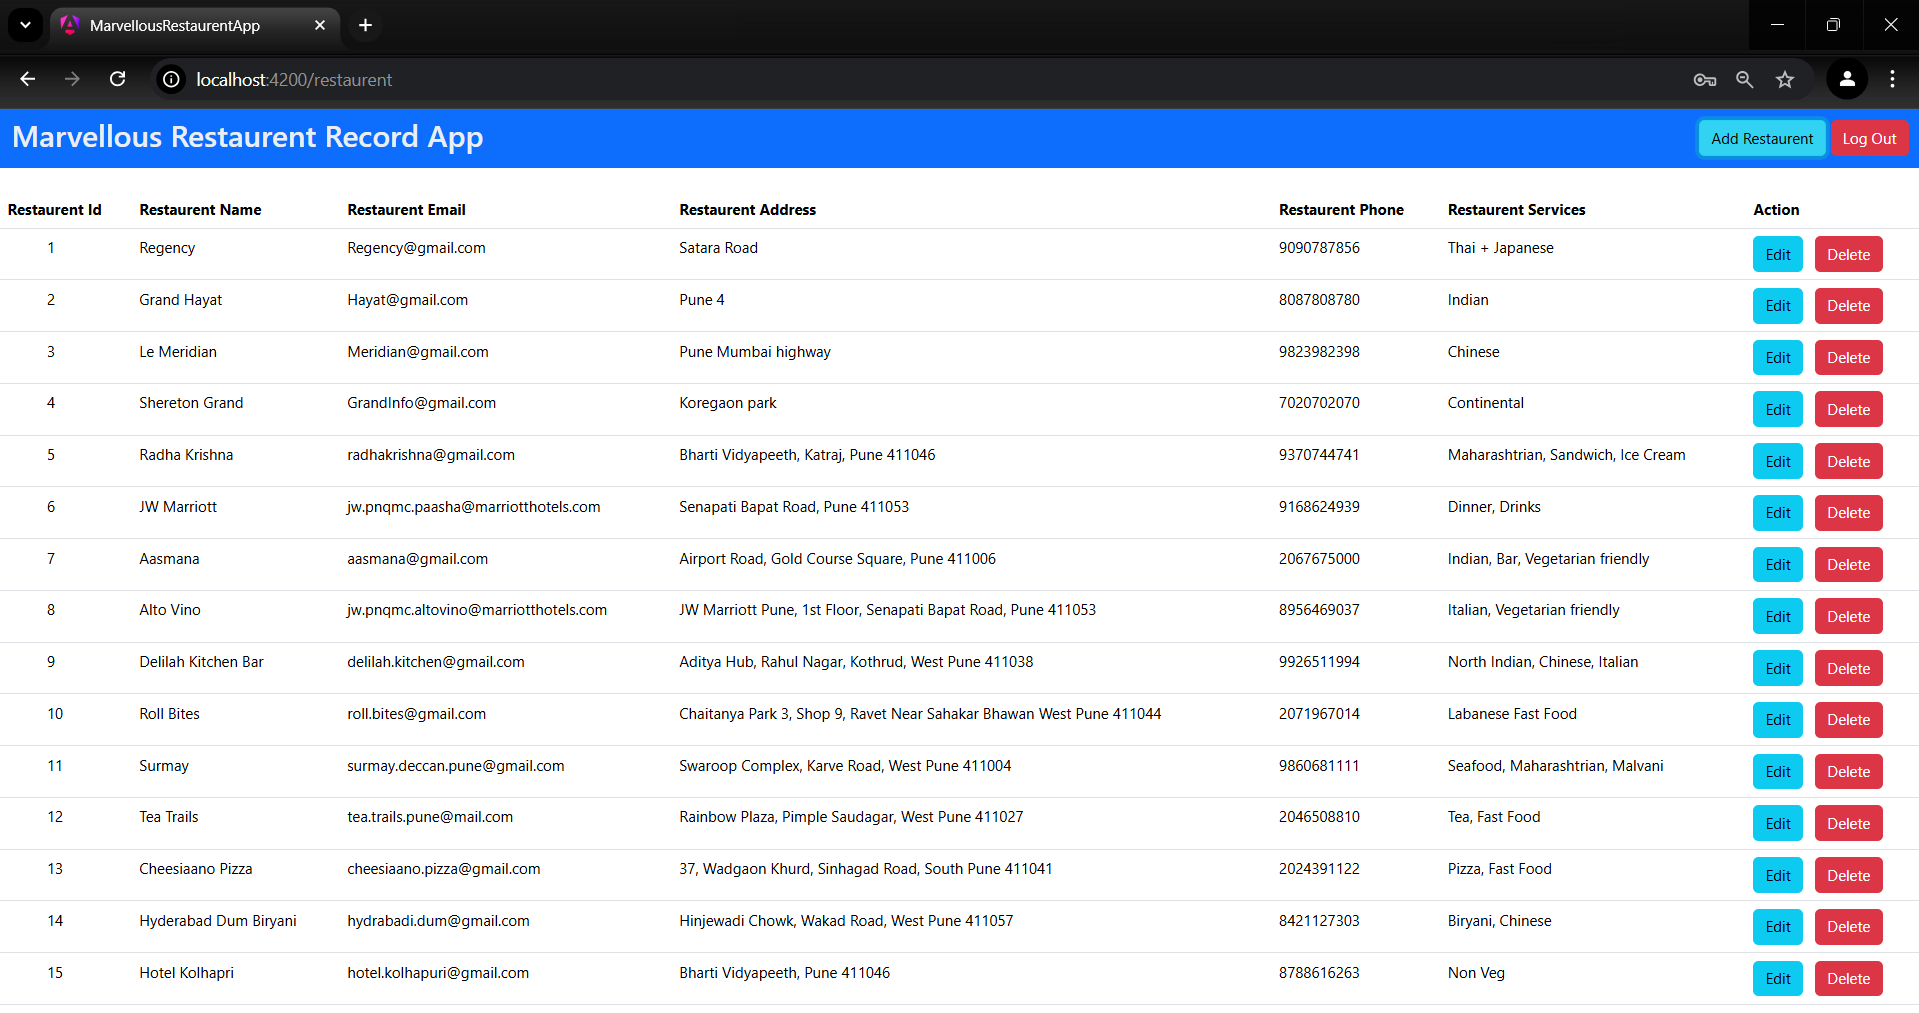 MarvellousRestaurentApp
localhost:4200/restaurent
Marvellous Restaurent Record App Add Restaurent Log Out
Restaurent Id Restaurent Name Restaurent Email Restaurent Address Restaurent Phone Restaurent Services Action
1 Regency Regency@gmail.com Satara Road 9090787856 Thai + Japanese Edit Delete
2 Grand Hayat Hayat@gmail.com Pune 4 8087808780 Indian Edit Delete
3 Le Meridian Meridian@gmail.com Pune Mumbai highway 9823982398 Chinese Edit Delete
4 Shereton Grand GrandInfo@gmail.com Koregaon park 7020702070 Continental Edit Delete
5 Radha Krishna radhakrishna@gmail.com Bharti Vidyapeeth, Katraj, Pune 411046 9370744741 Maharashtrian, Sandwich, Ice Cream Edit Delete
6 JW Marriott jw.pnqmc.paasha@marriotthotels.com Senapati Bapat Road, Pune 411053 9168624939 Dinner, Drinks Edit Delete
7 Aasmana aasmana@gmail.com Airport Road, Gold Course Square, Pune 411006 2067675000 Indian, Bar, Vegetarian friendly Edit Delete
8 Alto Vino jw.pnqmc.altovino@marriotthotels.com JW Marriott Pune, 1st Floor, Senapati Bapat Road, Pune 411053 8956469037 Italian, Vegetarian friendly Edit Delete
9 Delilah Kitchen Bar delilah.kitchen@gmail.com Aditya Hub, Rahul Nagar, Kothrud, West Pune 411038 9926511994 North Indian, Chinese, Italian Edit Delete
10 Roll Bites roll.bites@gmail.com Chaitanya Park 3, Shop 9, Ravet Near Sahakar Bhawan West Pune 411044 2071967014 Labanese Fast Food Edit Delete
11 Surmay surmay.deccan.pune@gmail.com Swaroop Complex, Karve Road, West Pune 411004 9860681111 Seafood, Maharashtrian, Malvani Edit Delete
12 Tea Trails tea.trails.pune@mail.com Rainbow Plaza, Pimple Saudagar, West Pune 411027 2046508810 Tea, Fast Food Edit Delete
13 Cheesiaano Pizza cheesiaano.pizza@gmail.com 37, Wadgaon Khurd, Sinhagad Road, South Pune 411041 2024391122 Pizza, Fast Food Edit Delete
14 Hyderabad Dum Biryani hydrabadi.dum@gmail.com Hinjewadi Chowk, Wakad Road, West Pune 411057 8421127303 Biryani, Chinese Edit Delete
15 Hotel Kolhapri hotel.kolhapuri@gmail.com Bharti Vidyapeeth, Pune 411046 8788616263 Non Veg Edit Delete